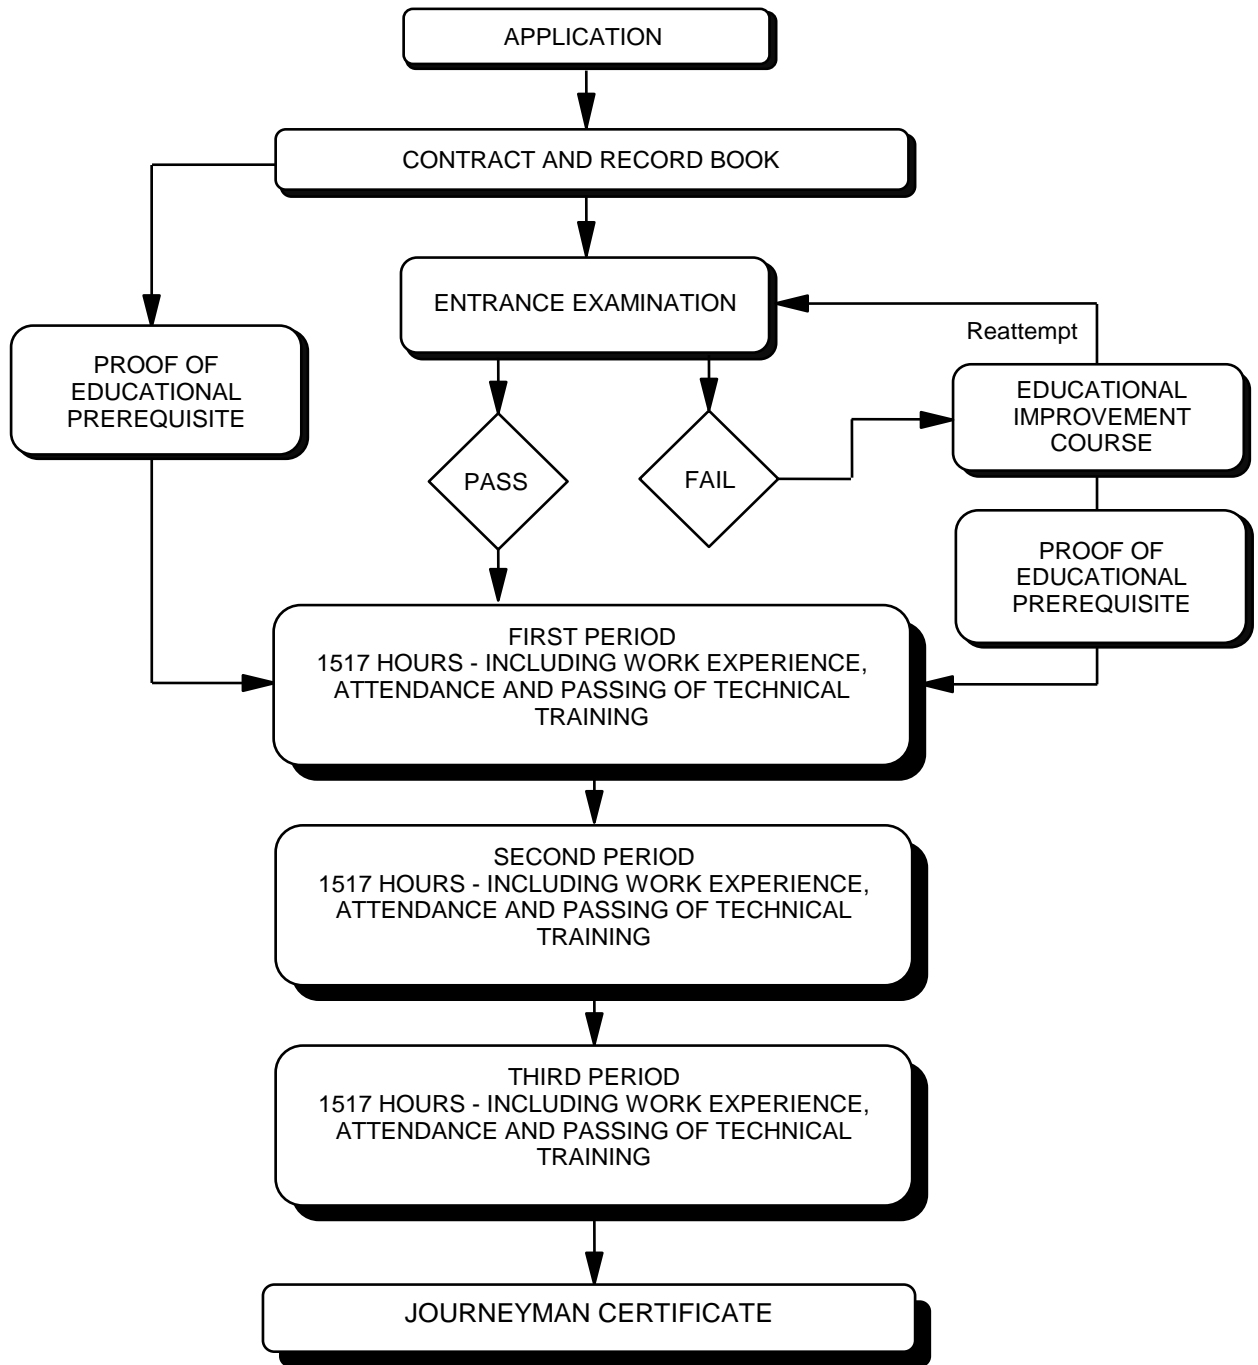 APPLICATION
CONTRACT AND RECORD BOOK
ENTRANCE EXAMINATION
Reattempt
PROOF OF
EDUCATIONAL
PREREQUISITE
EDUCATIONAL
IMPROVEMENT
COURSE
PASS
FAIL
PROOF OF
EDUCATIONAL
PREREQUISITE
FIRST PERIOD
1517 HOURS - INCLUDING WORK EXPERIENCE,
ATTENDANCE AND PASSING OF TECHNICAL
TRAINING
SECOND PERIOD
1517 HOURS - INCLUDING WORK EXPERIENCE,
ATTENDANCE AND PASSING OF TECHNICAL
TRAINING
THIRD PERIOD
1517 HOURS - INCLUDING WORK EXPERIENCE,
ATTENDANCE AND PASSING OF TECHNICAL
TRAINING
JOURNEYMAN CERTIFICATE